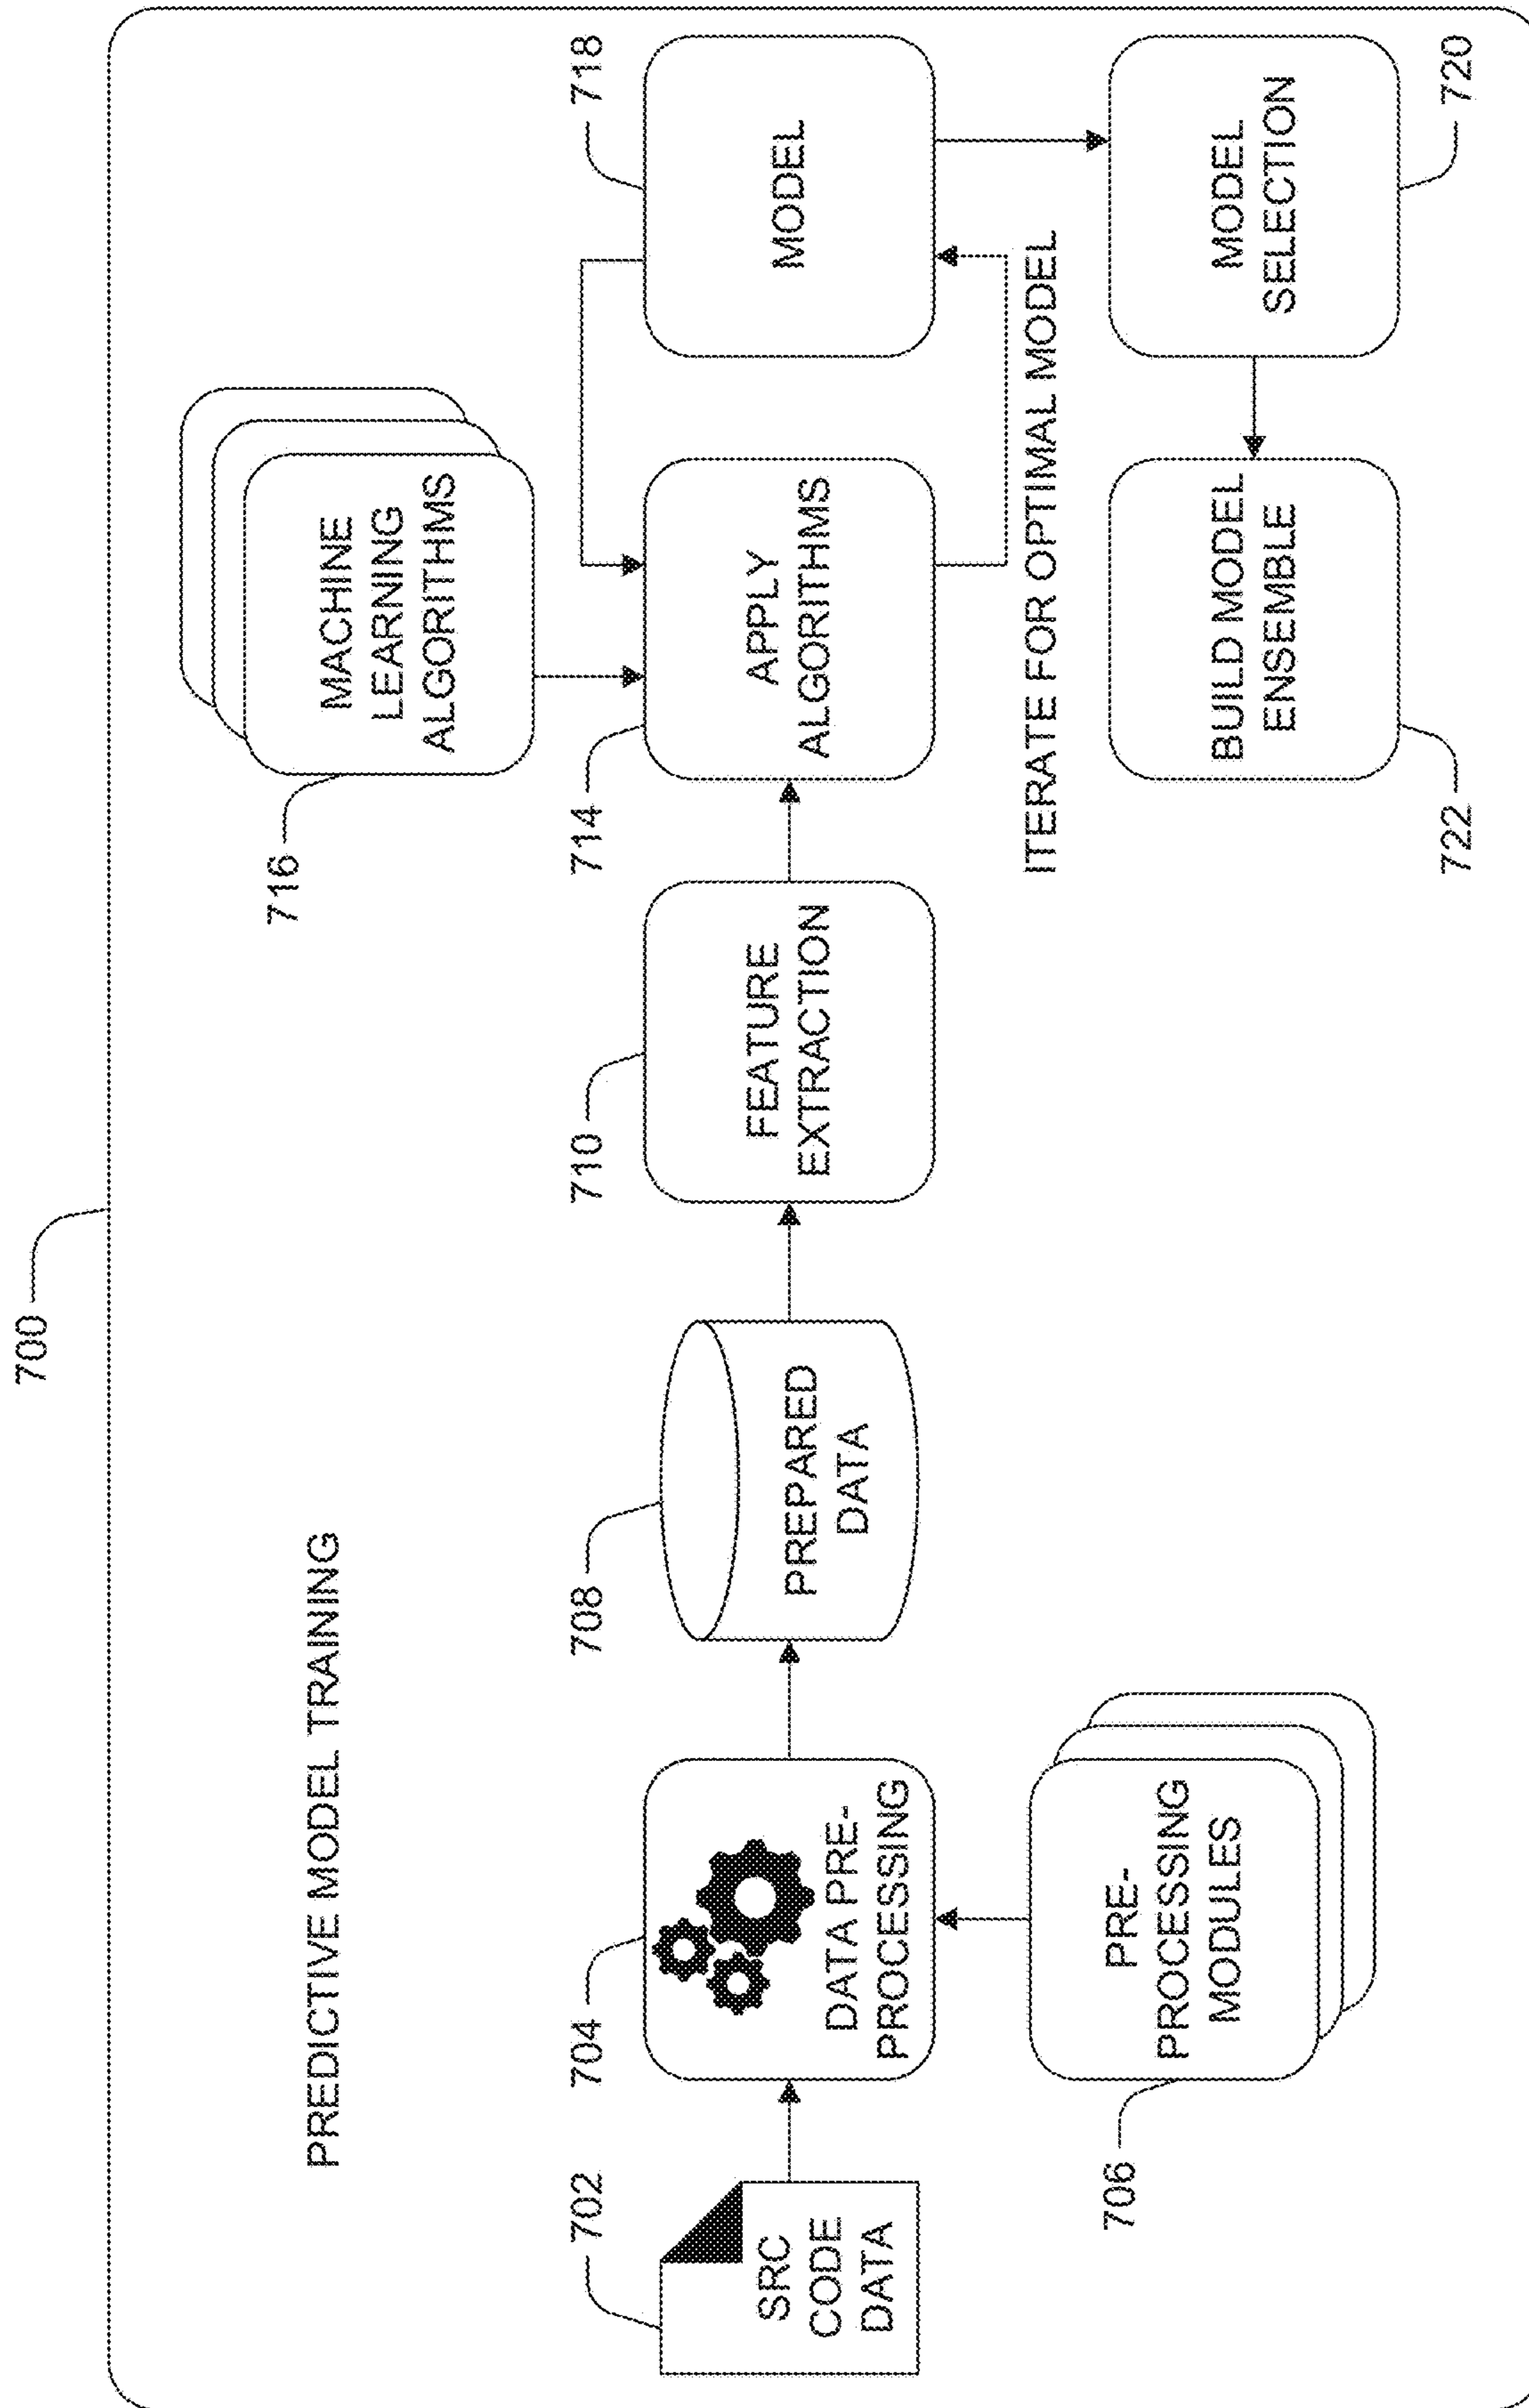 700
PREDICTIVE MODEL TRAINING
702
SRC
CODE
DATA
704
DATA PRE-
PROCESSING
706
PRE-
PROCESSING
MODULES
708
PREPARED
DATA
710
FEATURE
EXTRACTION
716
MACHINE
LEARNING
ALGORITHMS
714
APPLY
ALGORITHMS
718
MODEL
ITERATE FOR OPTIMAL MODEL
722
BUILD MODEL
ENSEMBLE
MODEL
SELECTION
720